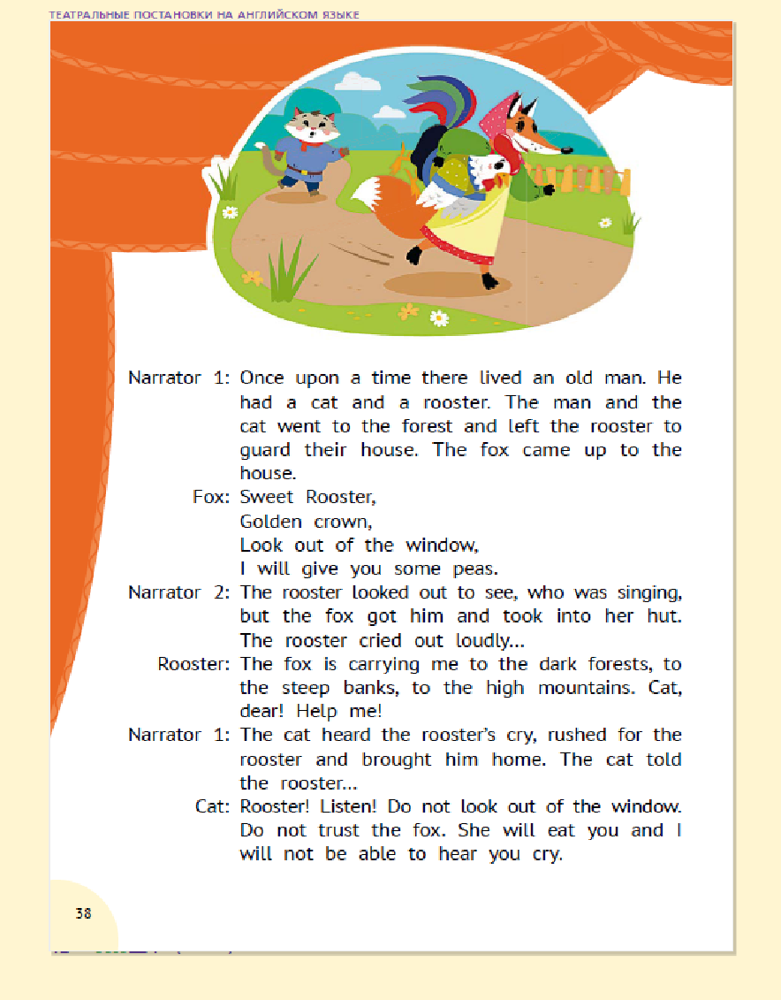 ТЕАТРАЛЬНЫЕ ПОСТАНОВКИ НА АНГЛИЙСКОМ ЯЗЫКЕ
Narrator 1: Once upon a time there lived an old man. He
had a cat and a rooster. The man and the
cat went to the forest and left the rooster to
guard their house. The fox came up to the
house.
Fox: Sweet Rooster,
Golden crown,
Look out of the window,
I will give you some peas.
Narrator 2: The rooster looked out to see, who was singing,
but the fox got him and took into her hut.
The rooster cried out loudly...
Rooster: The fox is carrying me to the dark forests, to
the steep banks, to the high mountains. Cat,
dear! Help me!
Narrator 1: The cat heard the rooster’s cry, rushed for the
rooster and brought him home. The cat told
the rooster...
Cat: Rooster! Listen! Do not look out of the window.
Do not trust the fox. She will eat you and I
will not be able to hear you cry.
38